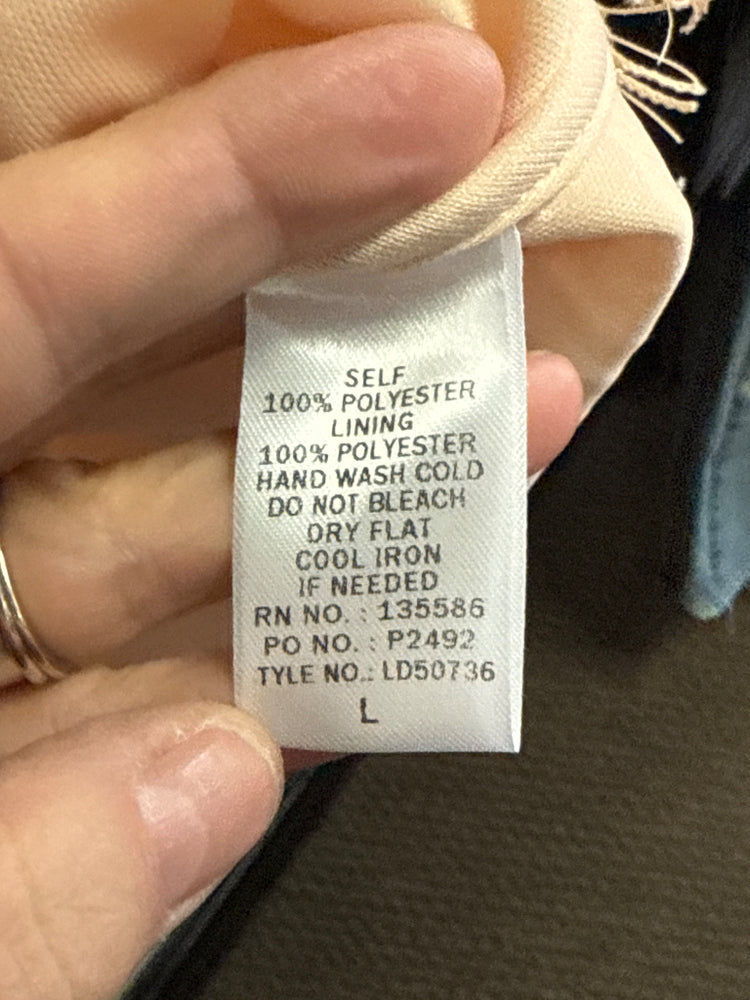 SELF
100% POLYESTER
LINING
100% POLYESTER
HAND WASH COLD
DO NOT BLEACH
DRY FLAT
COOL IRON
IF NEEDED
RN NO. : 135586
PO NO. : P2492
TYLE NO.: LD50736
L